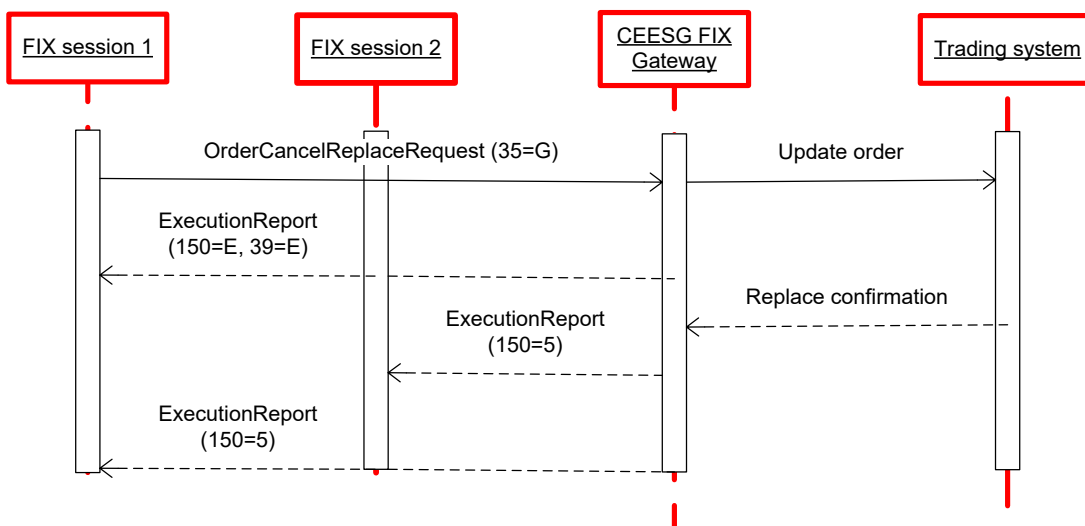 FIX session 1
FIX session 2
CEESG FIX
Gateway
Trading system
OrderCancelReplaceRequest (35=G)
Update order
ExecutionReport
(150=E, 39=E)
Replace confirmation
ExecutionReport
(150=5)
ExecutionReport
(150=5)